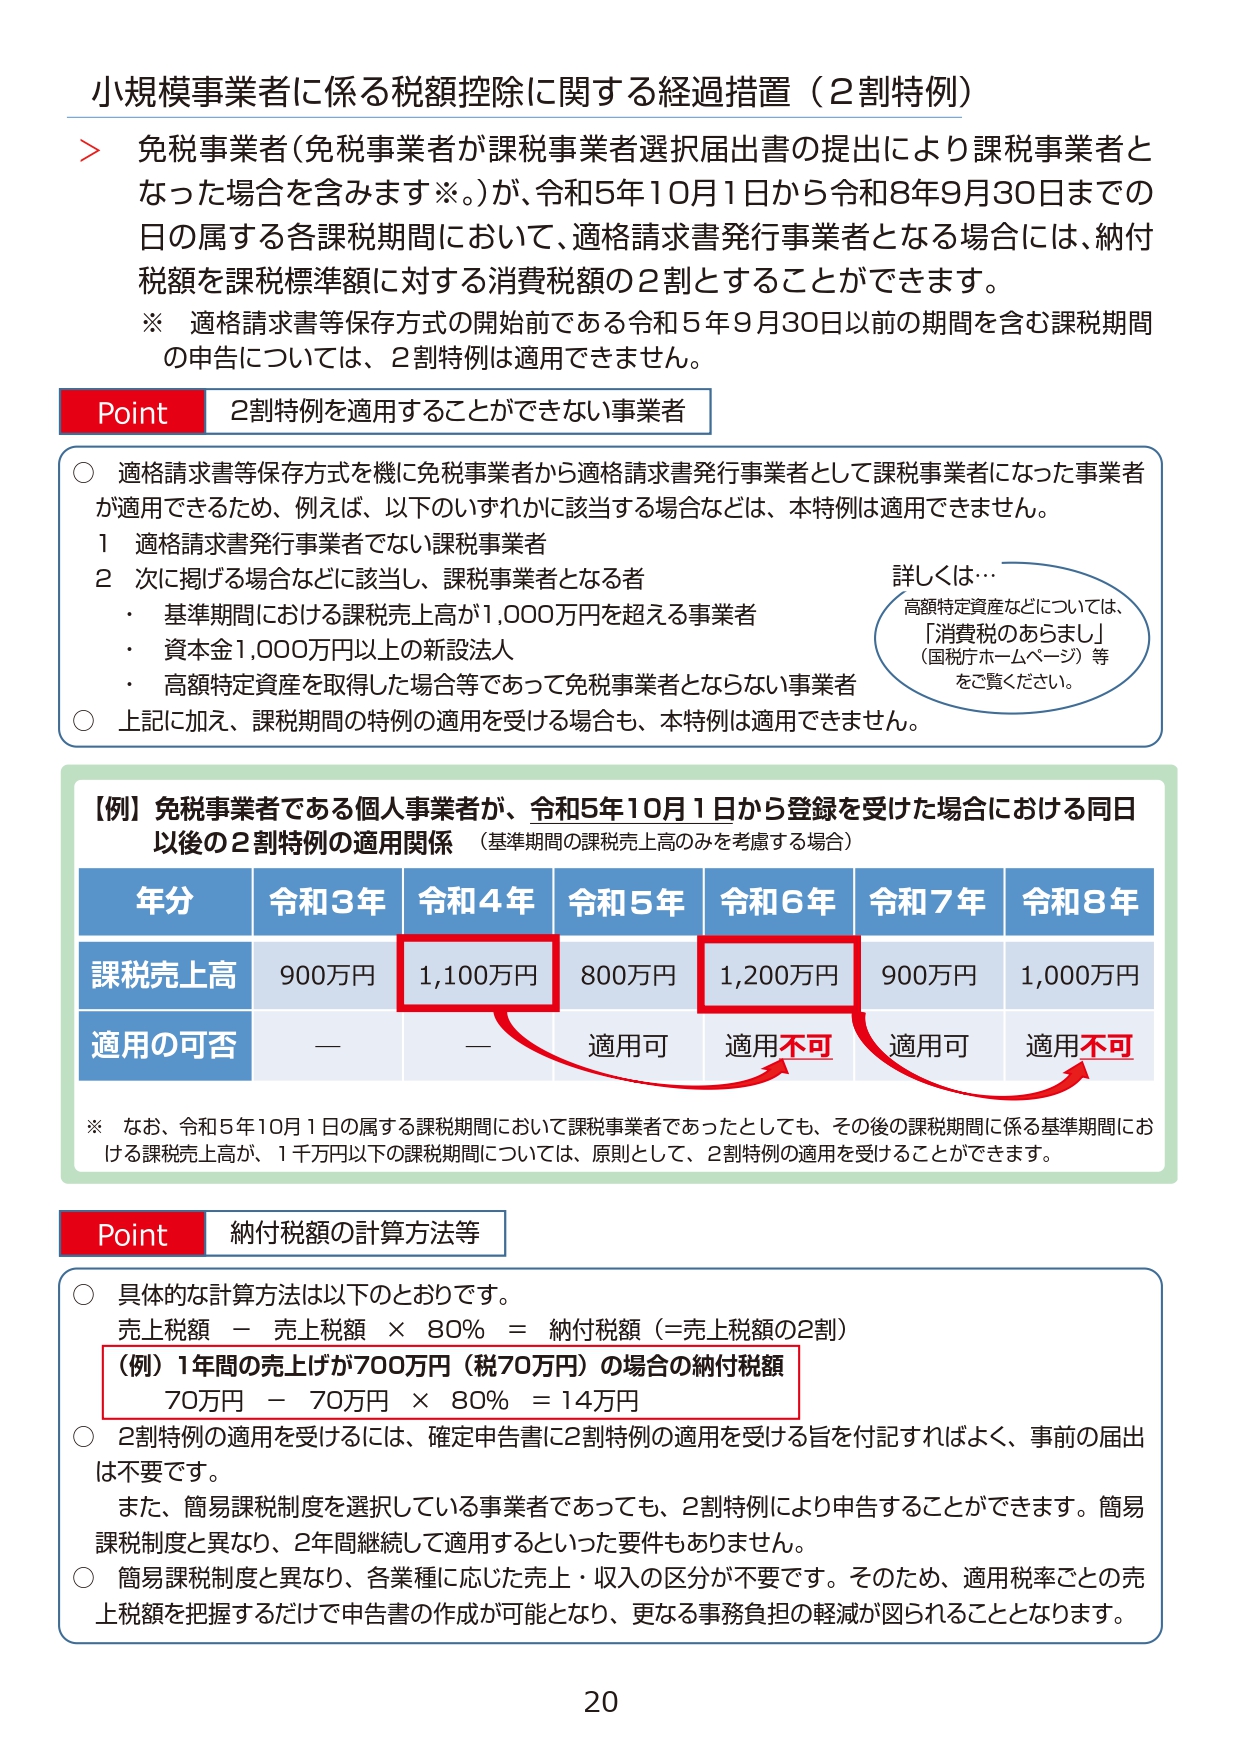 小規模事業者に係る税額控除に関する経過措置（２割特例）
＞　免税事業者（免税事業者が課税事業者選択届出書の提出により課税事業者と
なった場合を含みます※。）が、令和5年10月1日から令和8年9月30日までの
日の属する各課税期間において、適格請求書発行事業者となる場合には、納付
税額を課税標準額に対する消費税額の２割とすることができます。
※　適格請求書等保存方式の開始前である令和５年９月30日以前の期間を含む課税期間
の申告については、２割特例は適用できません。
Point　2割特例を適用することができない事業者
○　適格請求書等保存方式を機に免税事業者から適格請求書発行事業者として課税事業者になった事業者
が適用できるため、例えば、以下のいずれかに該当する場合などは、本特例は適用できません。
１　適格請求書発行事業者でない課税事業者
２　次に掲げる場合などに該当し、課税事業者となる者
・　基準期間における課税売上高が1,000万円を超える事業者
・　資本金1,000万円以上の新設法人
・　高額特定資産を取得した場合等であって免税事業者とならない事業者
○　上記に加え、課税期間の特例の適用を受ける場合も、本特例は適用できません。
詳しくは…
高額特定資産などについては、
「消費税のあらまし」
（国税庁ホームページ）等
をご覧ください。
【例】免税事業者である個人事業者が、令和5年10月１日から登録を受けた場合における同日
以後の２割特例の適用関係　（基準期間の課税売上高のみを考慮する場合）
年分　令和３年　令和４年　令和５年　令和６年　令和７年　令和８年
課税売上高　900万円　1,100万円　800万円　1,200万円　900万円　1,000万円
適用の可否　―　―　適用可　適用不可　適用可　適用不可
※　なお、令和５年10月１日の属する課税期間において課税事業者であったとしても、その後の課税期間に係る基準期間にお
ける課税売上高が、１千万円以下の課税期間については、原則として、２割特例の適用を受けることができます。
Point　納付税額の計算方法等
○　具体的な計算方法は以下のとおりです。
売上税額　－　売上税額　×　80％　＝　納付税額（＝売上税額の2割）
（例）1年間の売上げが700万円（税70万円）の場合の納付税額
70万円　－　70万円　×　80％　＝14万円
○　2割特例の適用を受けるには、確定申告書に2割特例の適用を受ける旨を付記すればよく、事前の届出
は不要です。
また、簡易課税制度を選択している事業者であっても、2割特例により申告することができます。簡易
課税制度と異なり、2年間継続して適用するといった要件もありません。
○　簡易課税制度と異なり、各業種に応じた売上・収入の区分が不要です。そのため、適用税率ごとの売
上税額を把握するだけで申告書の作成が可能となり、更なる事務負担の軽減が図られることとなります。
20